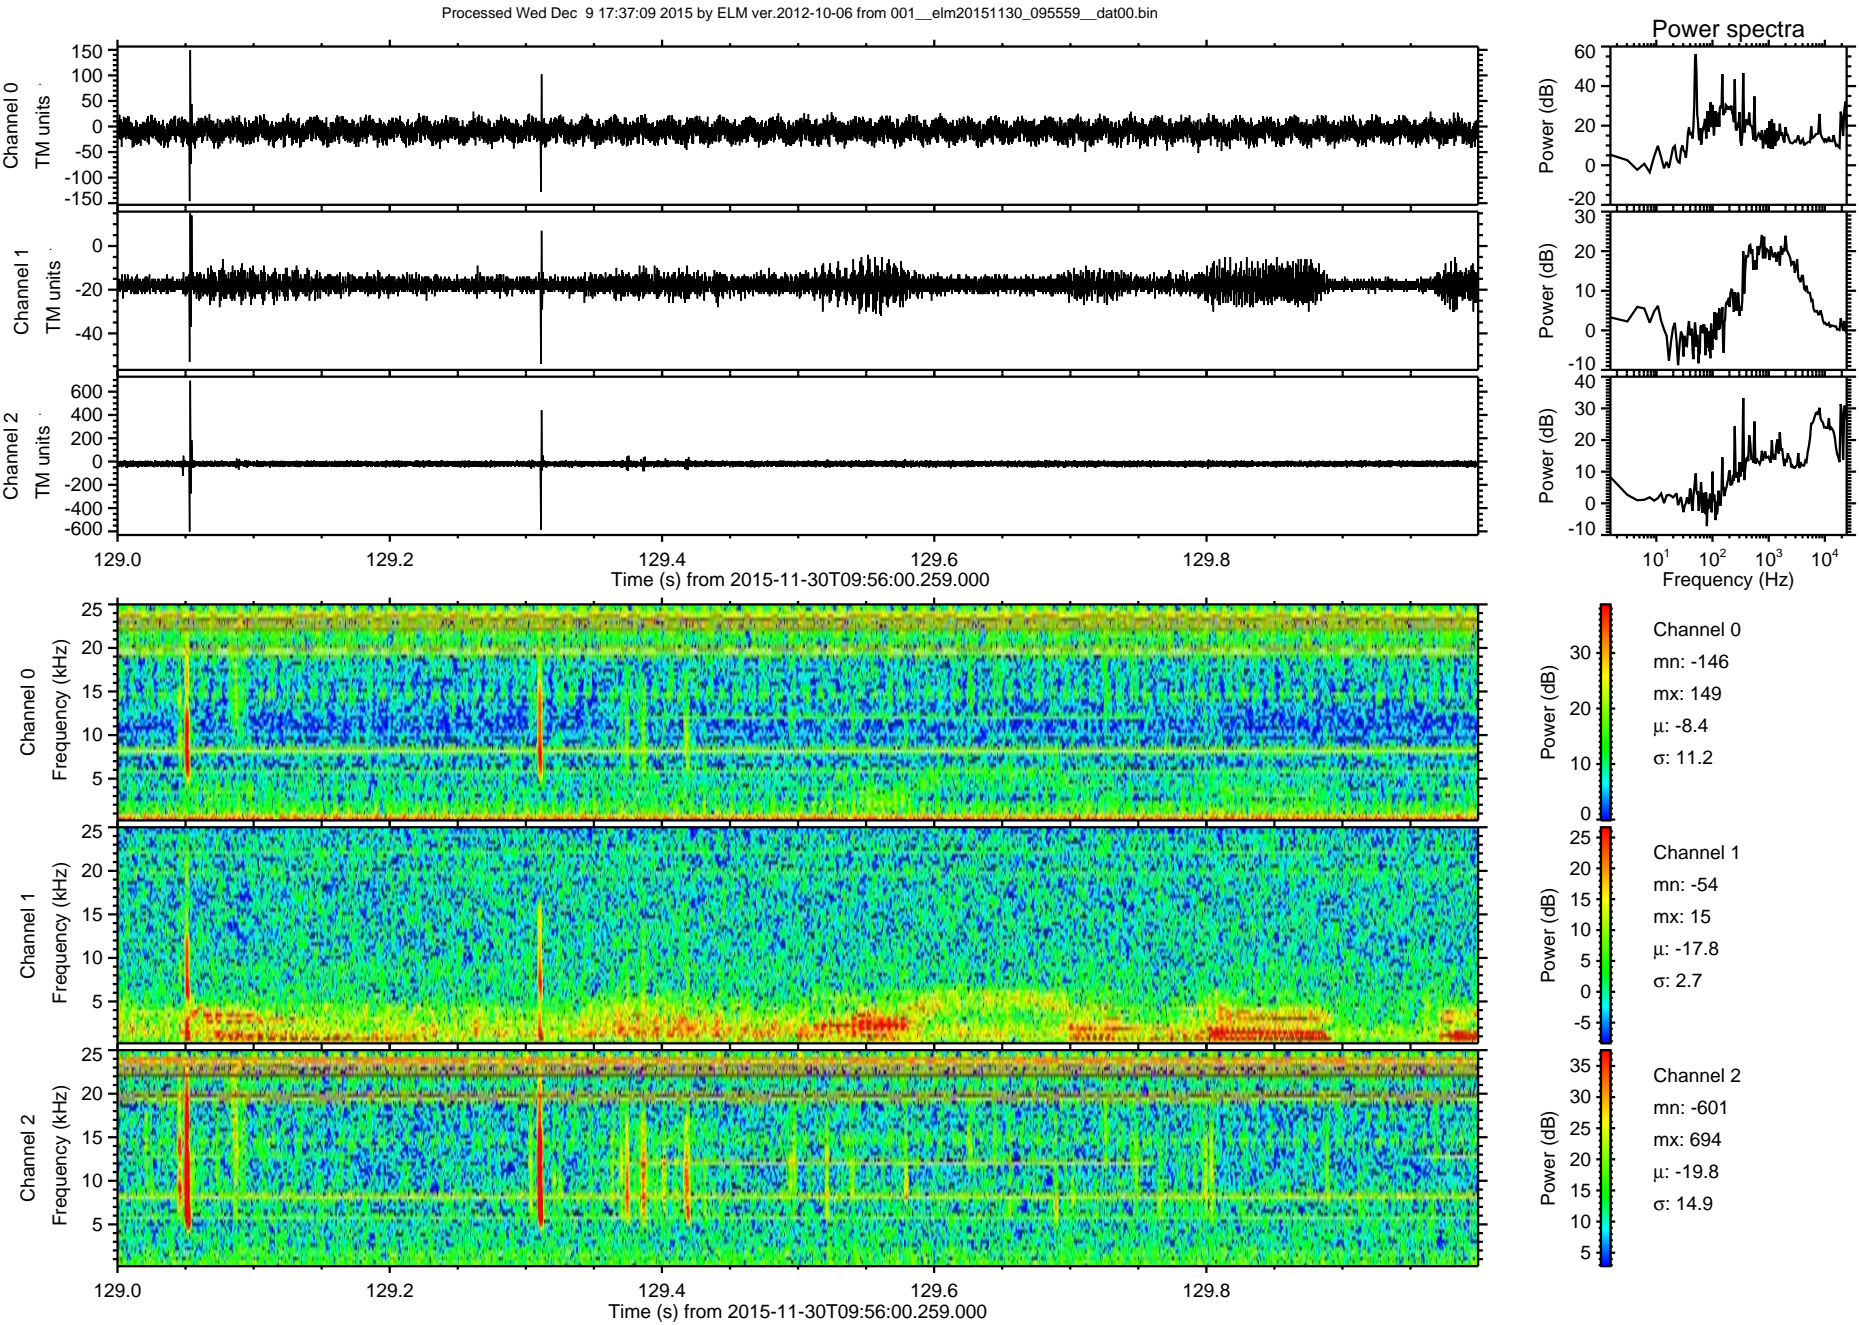 Processed Wed Dec  9 17:37:09 2015 by ELM ver.2012-10-06 from 001__elm20151130_095559__dat00.bin
Power spectra
Channel 0
TM units
150
100
50
0
-50
-100
-150
Power (dB)
60
40
20
0
-20
Channel 1
TM units
0
-20
-40
Power (dB)
30
20
10
0
-10
Channel 2
TM units
600
400
200
0
-200
-400
-600
Power (dB)
40
30
20
10
0
-10
129.0 129.2 129.4 129.6 129.8
Time (s) from 2015-11-30T09:56:00.259.000
10¹ 10² 10³ 10⁴
Frequency (Hz)
Channel 0
Frequency (kHz)
25
20
15
10
5
Power (dB)
30
20
10
0
Channel 0
mn: -146
mx: 149
μ: -8.4
σ: 11.2
Channel 1
Frequency (kHz)
25
20
15
10
5
Power (dB)
25
20
15
10
5
0
-5
Channel 1
mn: -54
mx: 15
μ: -17.8
σ: 2.7
Channel 2
Frequency (kHz)
25
20
15
10
5
Power (dB)
35
30
25
20
15
10
5
Channel 2
mn: -601
mx: 694
μ: -19.8
σ: 14.9
129.0 129.2 129.4 129.6 129.8
Time (s) from 2015-11-30T09:56:00.259.000